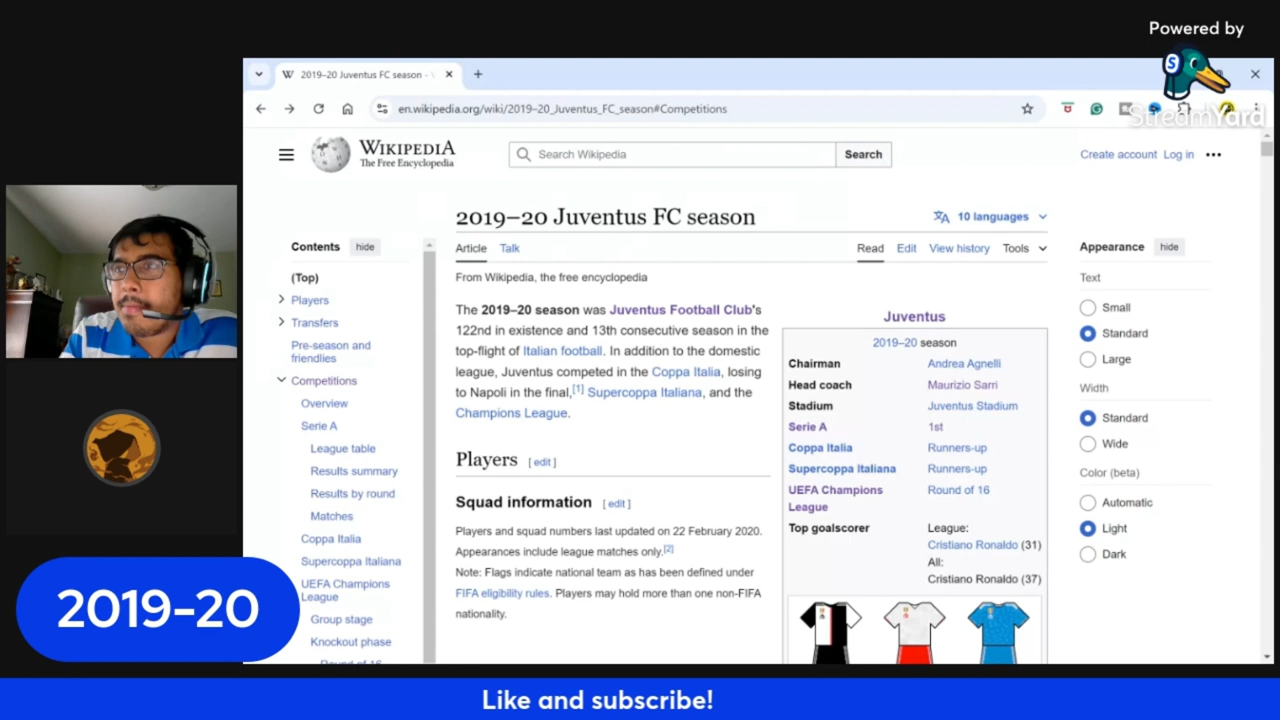 Powered by
StreamYard
2019–20 Juventus FC season -
en.wikipedia.org/wiki/2019–20_Juventus_FC_season#Competitions
WIKIPEDIA
The Free Encyclopedia
Search Wikipedia
Search
Create account Log in
2019–20 Juventus FC season
10 languages
Contents hide
(Top)
Players
Transfers
Pre-season and
friendlies
Competitions
Overview
Serie A
League table
Results summary
Results by round
Matches
Coppa Italia
Supercoppa Italiana
UEFA Champions
League
Group stage
Knockout phase
Round of 16
Article Talk
Read Edit View history Tools
From Wikipedia, the free encyclopedia
The 2019–20 season was Juventus Football Club's
122nd in existence and 13th consecutive season in the
top-flight of Italian football. In addition to the domestic
league, Juventus competed in the Coppa Italia, losing
to Napoli in the final,[1] Supercoppa Italiana, and the
Champions League.
Players [ edit ]
Squad information [ edit ]
Players and squad numbers last updated on 22 February 2020.
Appearances include league matches only.[2]
Note: Flags indicate national team as has been defined under
FIFA eligibility rules. Players may hold more than one non-FIFA
nationality.
Juventus
2019–20 season
Chairman Andrea Agnelli
Head coach Maurizio Sarri
Stadium Juventus Stadium
Serie A 1st
Coppa Italia Runners-up
Supercoppa Italiana Runners-up
UEFA Champions
League Round of 16
Top goalscorer League:
Cristiano Ronaldo (31)
All:
Cristiano Ronaldo (37)
Appearance hide
Text
Small
Standard
Large
Width
Standard
Wide
Color (beta)
Automatic
Light
Dark
2019-20
Like and subscribe!